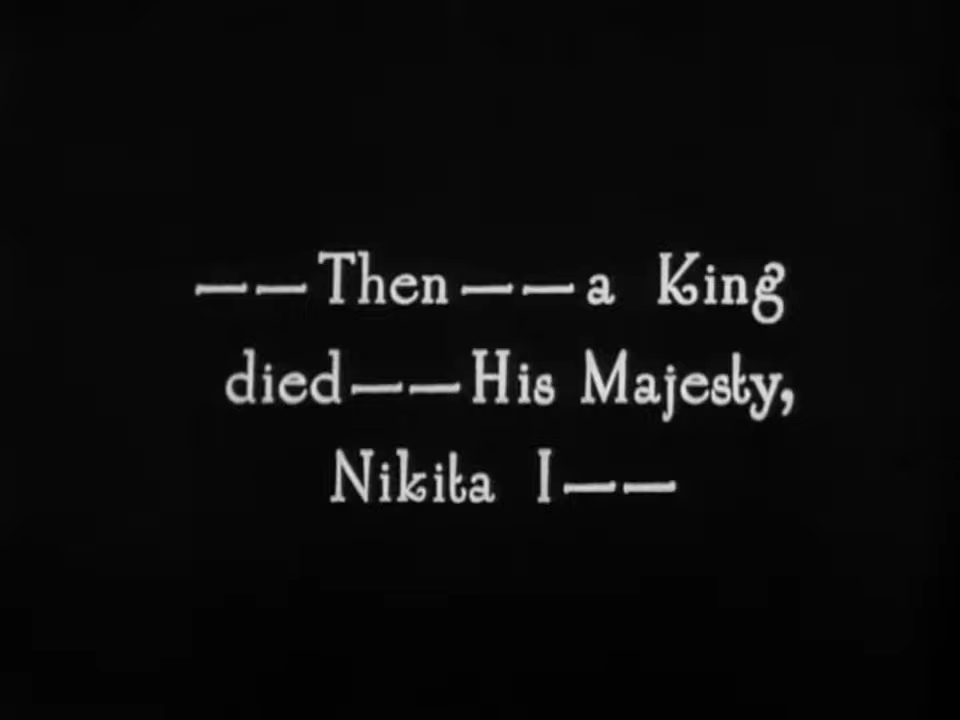 ——Then——a King
died——His Majesty,
Nikita I——